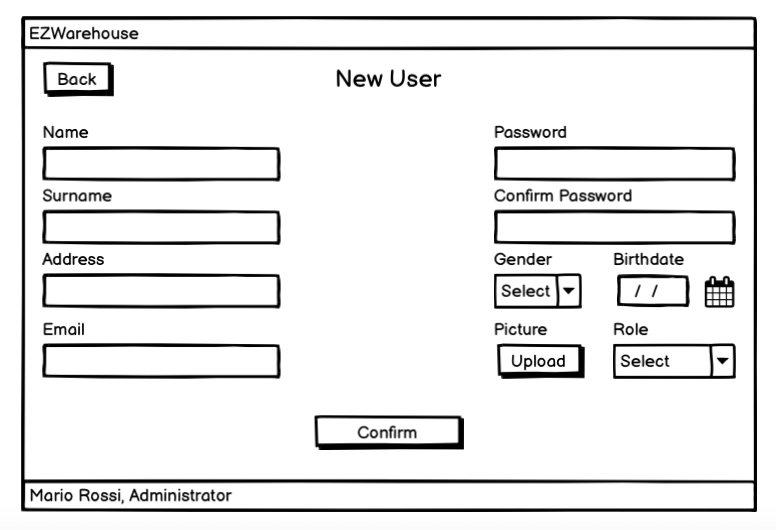 EZWarehouse
Back
New User
Name
Password
Surname
Confirm Password
Address
Gender
Birthdate
Select
/ /
Email
Picture
Role
Upload
Select
Confirm
Mario Rossi, Administrator